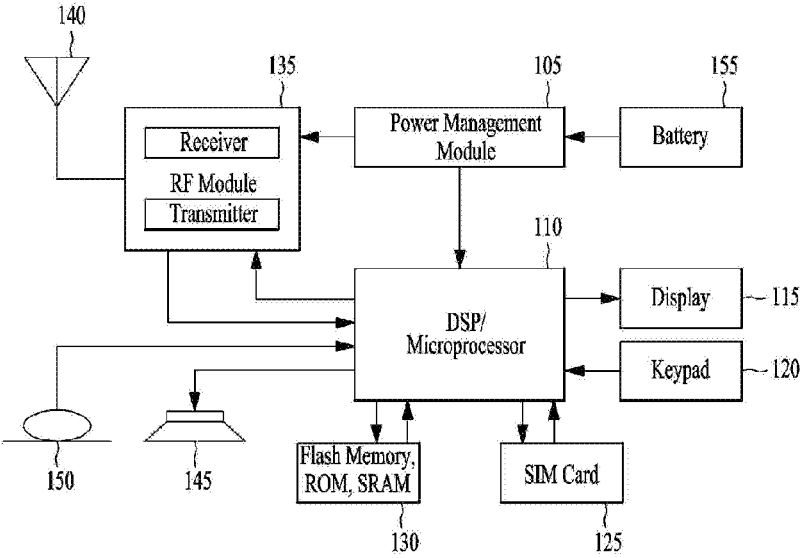 140
135
105
155
Receiver
RF Module
Transmitter
Power Management
Module
Battery
110
DSP/
Microprocessor
Display
115
Keypad
120
150
145
Flash Memory,
ROM, SRAM
130
SIM Card
125